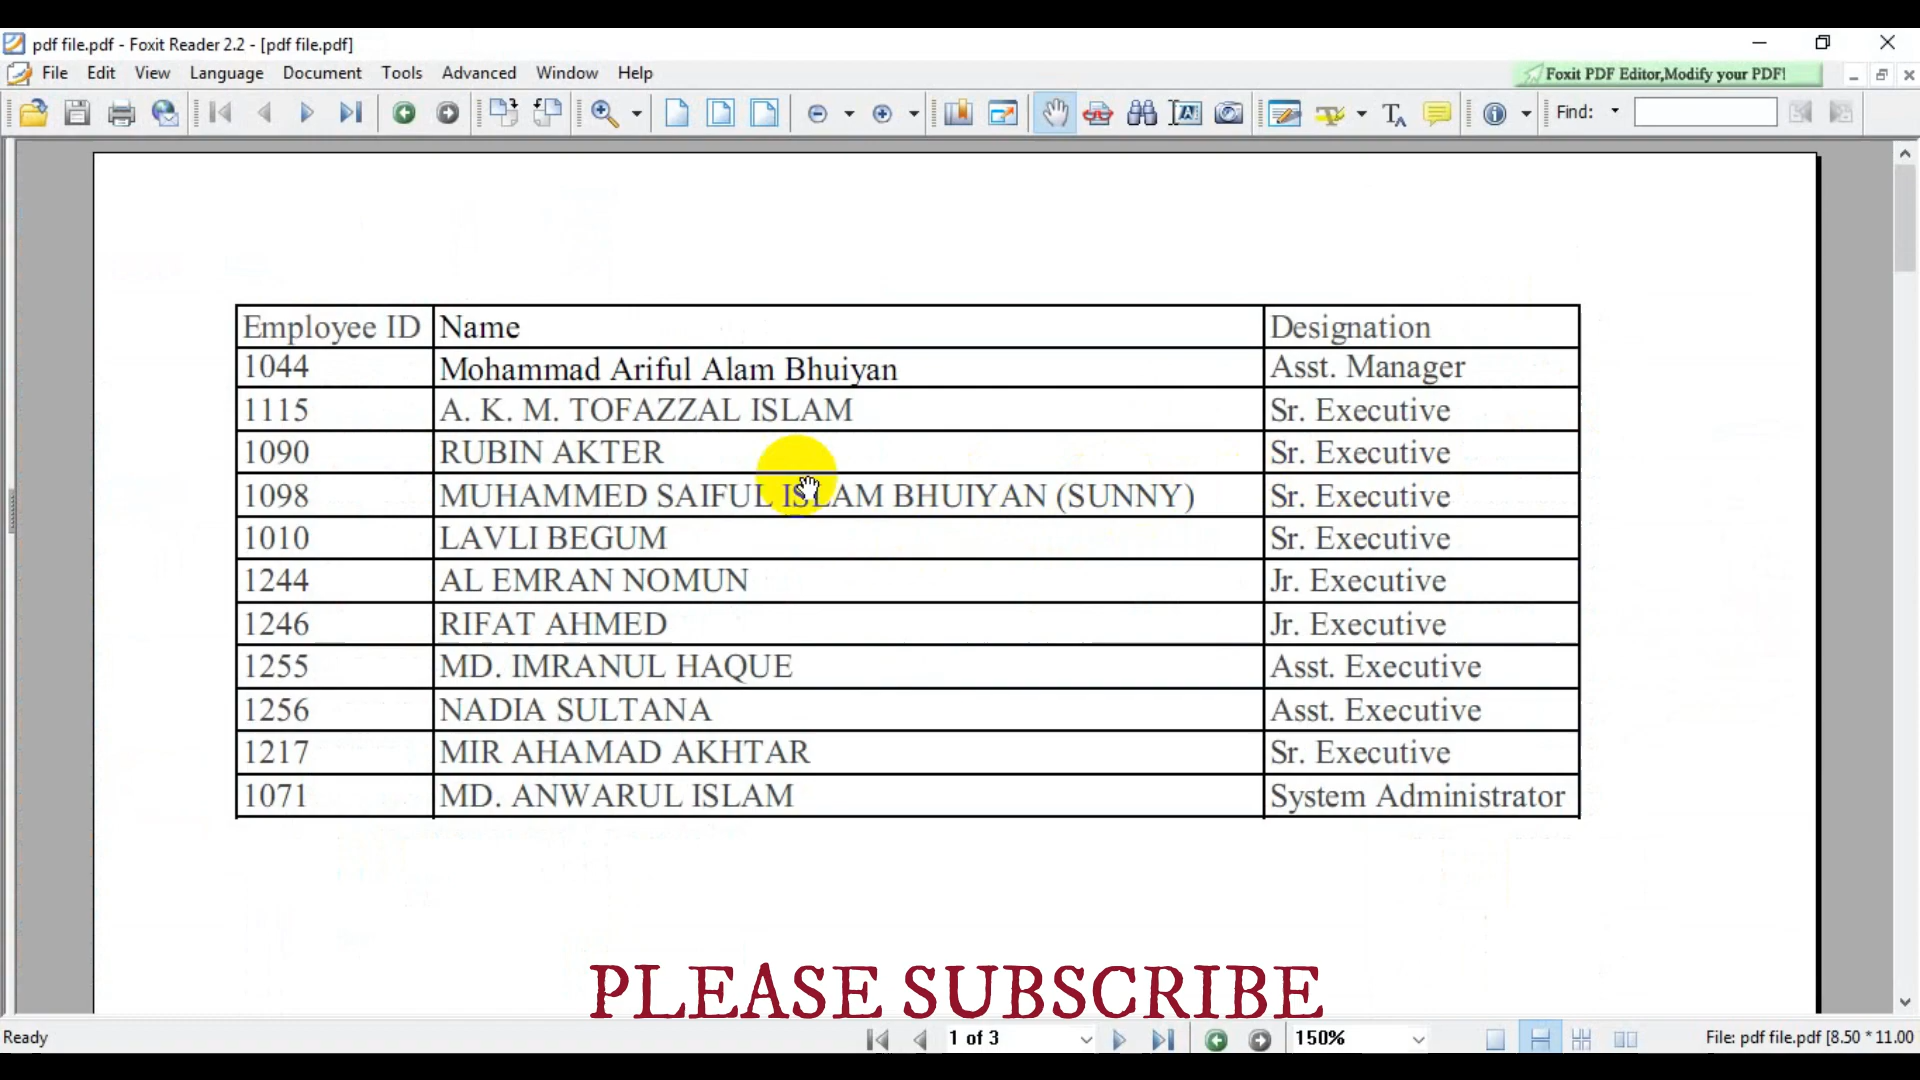 pdf file.pdf - Foxit Reader 2.2 - [pdf file.pdf]
File Edit View Language Document Tools Advanced Window Help Foxit PDF Editor,Modify your PDF!
Find:
Employee ID Name Designation
1044 Mohammad Ariful Alam Bhuiyan Asst. Manager
1115 A. K. M. TOFAZZAL ISLAM Sr. Executive
1090 RUBIN AKTER Sr. Executive
1098 MUHAMMED SAIFUL ISLAM BHUIYAN (SUNNY) Sr. Executive
1010 LAVLI BEGUM Sr. Executive
1244 AL EMRAN NOMUN Jr. Executive
1246 RIFAT AHMED Jr. Executive
1255 MD. IMRANUL HAQUE Asst. Executive
1256 NADIA SULTANA Asst. Executive
1217 MIR AHAMAD AKHTAR Sr. Executive
1071 MD. ANWARUL ISLAM System Administrator
PLEASE SUBSCRIBE
Ready 1 of 3 150% File: pdf file.pdf [8.50 * 11.00